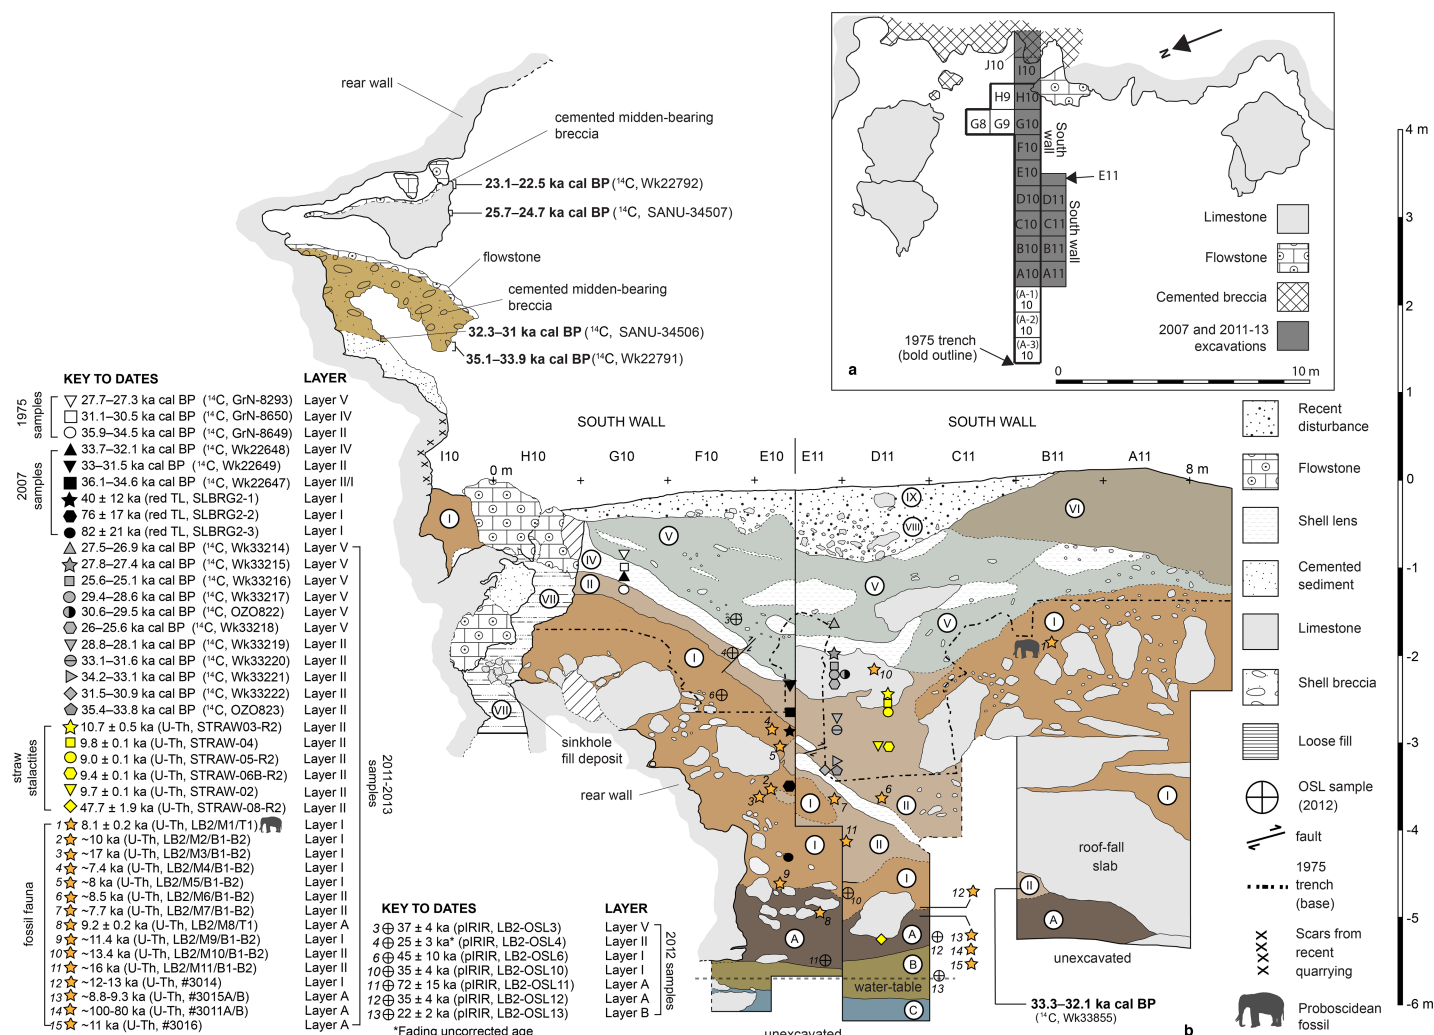 rear wall
cemented midden-bearing
breccia
23.1–22.5 ka cal BP (¹⁴C, Wk22792)
25.7–24.7 ka cal BP (¹⁴C, SANU-34507)
flowstone
cemented midden-bearing
breccia
32.3–31 ka cal BP (¹⁴C, SANU-34506)
35.1–33.9 ka cal BP (¹⁴C, Wk22791)
N
J10
I10
H9 H10
G8 G9 G10
F10
E10
E11
D10 D11
C10 C11
B10 B11
A10 A11
(A-1)
10
(A-2)
10
(A-3)
10
South wall
South wall
1975 trench
(bold outline)
Limestone
Flowstone
Cemented breccia
2007 and 2011-13
excavations
0 10 m
a
4 m
3
2
1
0
-1
-2
-3
-4
-5
-6 m
KEY TO DATES LAYER
1975 samples
27.7–27.3 ka cal BP (¹⁴C, GrN-8293) Layer V
31.1–30.5 ka cal BP (¹⁴C, GrN-8650) Layer IV
35.9–34.5 ka cal BP (¹⁴C, GrN-8649) Layer II
2007 samples
33.7–32.1 ka cal BP (¹⁴C, Wk22648) Layer IV
33–31.5 ka cal BP (¹⁴C, Wk22649) Layer II
36.1–34.6 ka cal BP (¹⁴C, Wk22647) Layer II/I
40 ± 12 ka (red TL, SLBRG2-1) Layer I
76 ± 17 ka (red TL, SLBRG2-2) Layer I
82 ± 21 ka (red TL, SLBRG2-3) Layer I
27.5–26.9 ka cal BP (¹⁴C, Wk33214) Layer V
27.8–27.4 ka cal BP (¹⁴C, Wk33215) Layer V
25.6–25.1 ka cal BP (¹⁴C, Wk33216) Layer V
29.4–28.6 ka cal BP (¹⁴C, Wk33217) Layer V
30.6–29.5 ka cal BP (¹⁴C, OZO822) Layer V
26–25.6 ka cal BP (¹⁴C, Wk33218) Layer V
28.8–28.1 ka cal BP (¹⁴C, Wk33219) Layer II
33.1–31.6 ka cal BP (¹⁴C, Wk33220) Layer II
34.2–33.1 ka cal BP (¹⁴C, Wk33221) Layer II
31.5–30.9 ka cal BP (¹⁴C, Wk33222) Layer II
35.4–33.8 ka cal BP (¹⁴C, OZO823) Layer II
straw stalactites
10.7 ± 0.5 ka (U-Th, STRAW03-R2) Layer II
9.8 ± 0.1 ka (U-Th, STRAW-04) Layer II
9.0 ± 0.1 ka (U-Th, STRAW-05-R2) Layer II
9.4 ± 0.1 ka (U-Th, STRAW-06B-R2) Layer II
9.7 ± 0.1 ka (U-Th, STRAW-02) Layer II
47.7 ± 1.9 ka (U-Th, STRAW-08-R2) Layer II
fossil fauna
1 8.1 ± 0.2 ka (U-Th, LB2/M1/T1) Layer I
2 ~10 ka (U-Th, LB2/M2/B1-B2) Layer I
3 ~17 ka (U-Th, LB2/M3/B1-B2) Layer I
4 ~7.4 ka (U-Th, LB2/M4/B1-B2) Layer I
5 ~8 ka (U-Th, LB2/M5/B1-B2) Layer I
6 ~8.5 ka (U-Th, LB2/M6/B1-B2) Layer II
7 ~7.7 ka (U-Th, LB2/M7/B1-B2) Layer II
8 9.2 ± 0.2 ka (U-Th, LB2/M8/T1) Layer A
9 ~11.4 ka (U-Th, LB2/M9/B1-B2) Layer I
10 ~13.4 ka (U-Th, LB2/M10/B1-B2) Layer II
11 ~16 ka (U-Th, LB2/M11/B1-B2) Layer II
12 ~12-13 ka (U-Th, #3014) Layer I
13 ~8.8-9.3 ka (U-Th, #3015A/B) Layer A
14 ~100-80 ka (U-Th, #3011A/B) Layer A
15 ~11 ka (U-Th, #3016) Layer A
2011-2013 samples
KEY TO DATES LAYER
3 37 ± 4 ka (pIRIR, LB2-OSL3) Layer V
4 25 ± 3 ka* (pIRIR, LB2-OSL4) Layer II
6 45 ± 10 ka (pIRIR, LB2-OSL6) Layer I
10 35 ± 4 ka (pIRIR, LB2-OSL10) Layer I
11 72 ± 15 ka (pIRIR, LB2-OSL11) Layer A
12 35 ± 4 ka (pIRIR, LB2-OSL12) Layer A
13 22 ± 2 ka (pIRIR, LB2-OSL13) Layer B
*Fading uncorrected age
2012 samples
SOUTH WALL SOUTH WALL
I10 H10 G10 F10 E10 E11 D11 C11 B11 A11
0 m 8 m
I
IX
VIII
VI
V
IV
II
V
VII
V
I
I
3
4
6
10
1
VII
sinkhole
fill deposit
rear wall
4
5
2
3
I
7
6
II
I
11
I
II
9
I
10
8
12
A
A
13
14
15
12
11
B
13
water-table
C
roof-fall
slab
II
A
unexcavated
unexcavated
33.3–32.1 ka cal BP
(¹⁴C, Wk33855)
b
Recent
disturbance
Flowstone
Shell lens
Cemented
sediment
Limestone
Shell breccia
Loose fill
OSL sample
(2012)
fault
1975
trench
(base)
XXXX
Scars from
recent
quarrying
Proboscidean
fossil